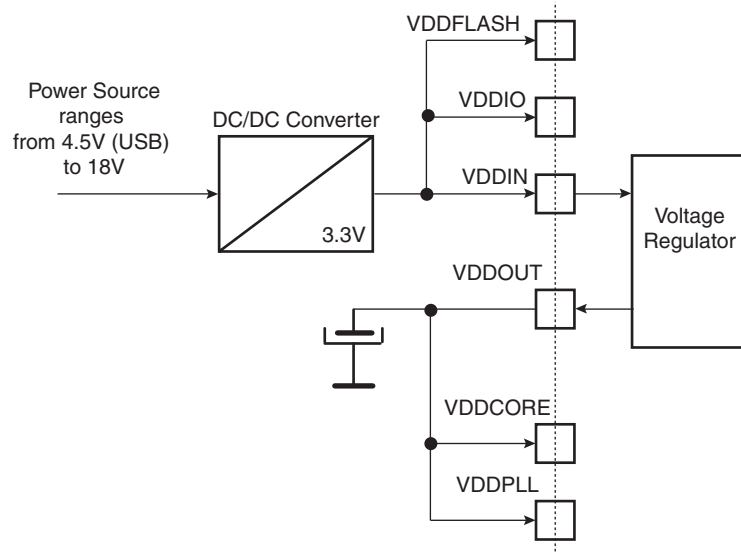 VDDFLASH
Power Source
ranges
from 4.5V (USB)
to 18V
DC/DC Converter
VDDIO
VDDIN
3.3V
Voltage
Regulator
VDDOUT
VDDCORE
VDDPLL